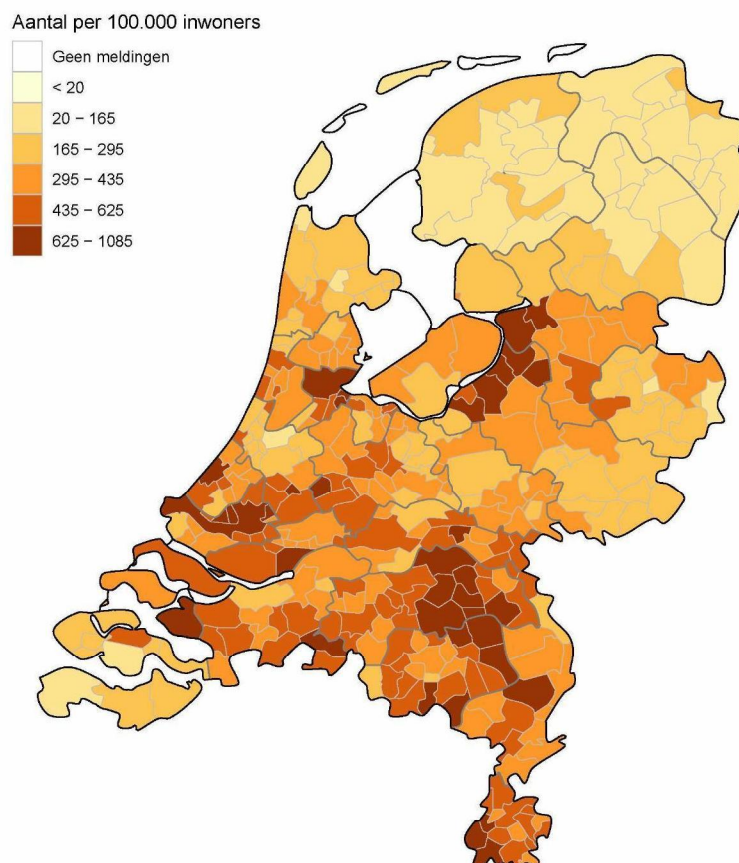 Aantal per 100.000 inwoners
Geen meldingen
< 20
20 − 165
165 − 295
295 − 435
435 − 625
625 − 1085